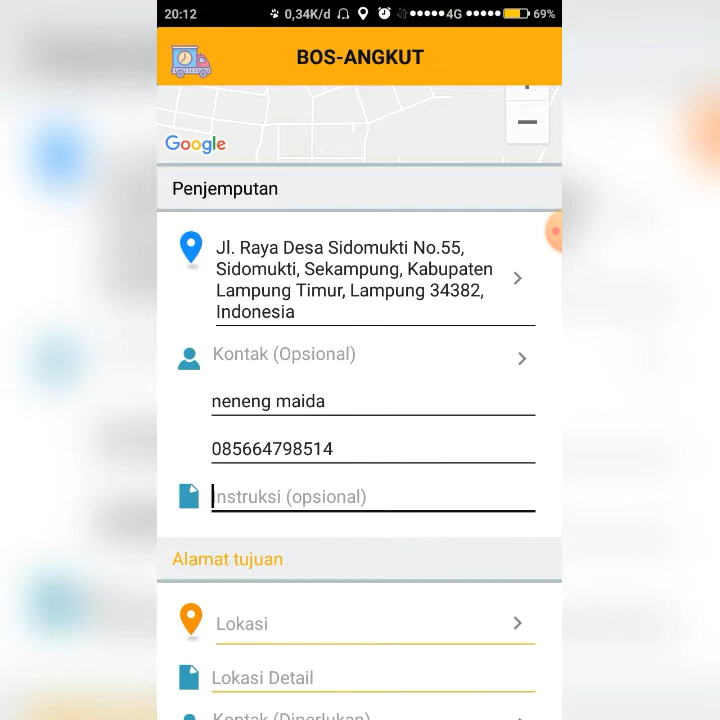 20:12
0,34K/d
4G
69%
BOS-ANGKUT
Google
Penjemputan
Jl. Raya Desa Sidomukti No.55,
Sidomukti, Sekampung, Kabupaten
Lampung Timur, Lampung 34382,
Indonesia
Kontak (Opsional)
neneng maida
085664798514
Instruksi (opsional)
Alamat tujuan
Lokasi
Lokasi Detail
Kontak (Diperlukan)